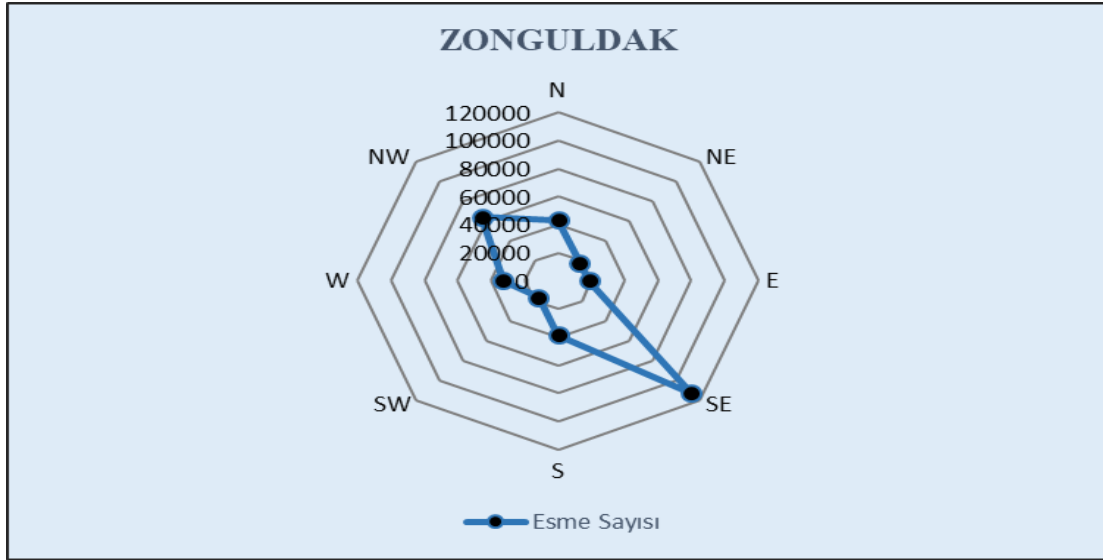 ZONGULDAK
N
120000
100000
NW
NE
80000
60000
40000
20000
W
0
E
SW
SE
S
Esme Sayısı